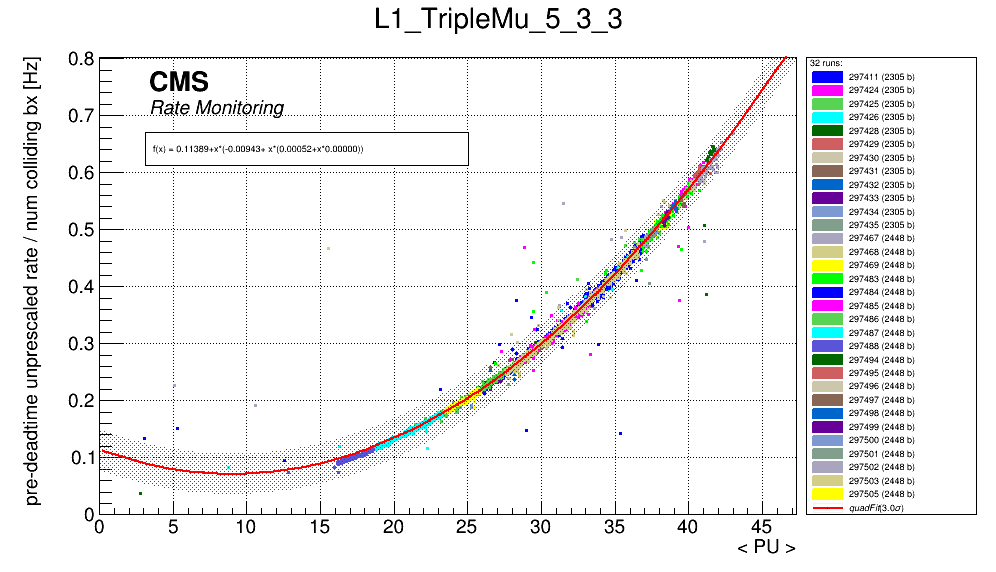 L1_TripleMu_5_3_3
pre-deadtime unprescaled rate / num colliding bx [Hz]
0.8
0.7
0.6
0.5
0.4
0.3
0.2
0.1
0
CMS
Rate Monitoring
f(x) = 0.11389+x*(-0.00943+ x*(0.00052+x*0.00000))
0 5 10 15 20 25 30 35 40 45
< PU >
32 runs:
297411 (2305 b)
297424 (2305 b)
297425 (2305 b)
297426 (2305 b)
297428 (2305 b)
297429 (2305 b)
297430 (2305 b)
297431 (2305 b)
297432 (2305 b)
297433 (2305 b)
297434 (2305 b)
297435 (2305 b)
297467 (2448 b)
297468 (2448 b)
297469 (2448 b)
297483 (2448 b)
297484 (2448 b)
297485 (2448 b)
297486 (2448 b)
297487 (2448 b)
297488 (2448 b)
297494 (2448 b)
297495 (2448 b)
297496 (2448 b)
297497 (2448 b)
297498 (2448 b)
297499 (2448 b)
297500 (2448 b)
297501 (2448 b)
297502 (2448 b)
297503 (2448 b)
297505 (2448 b)
quadFit(3.0σ)